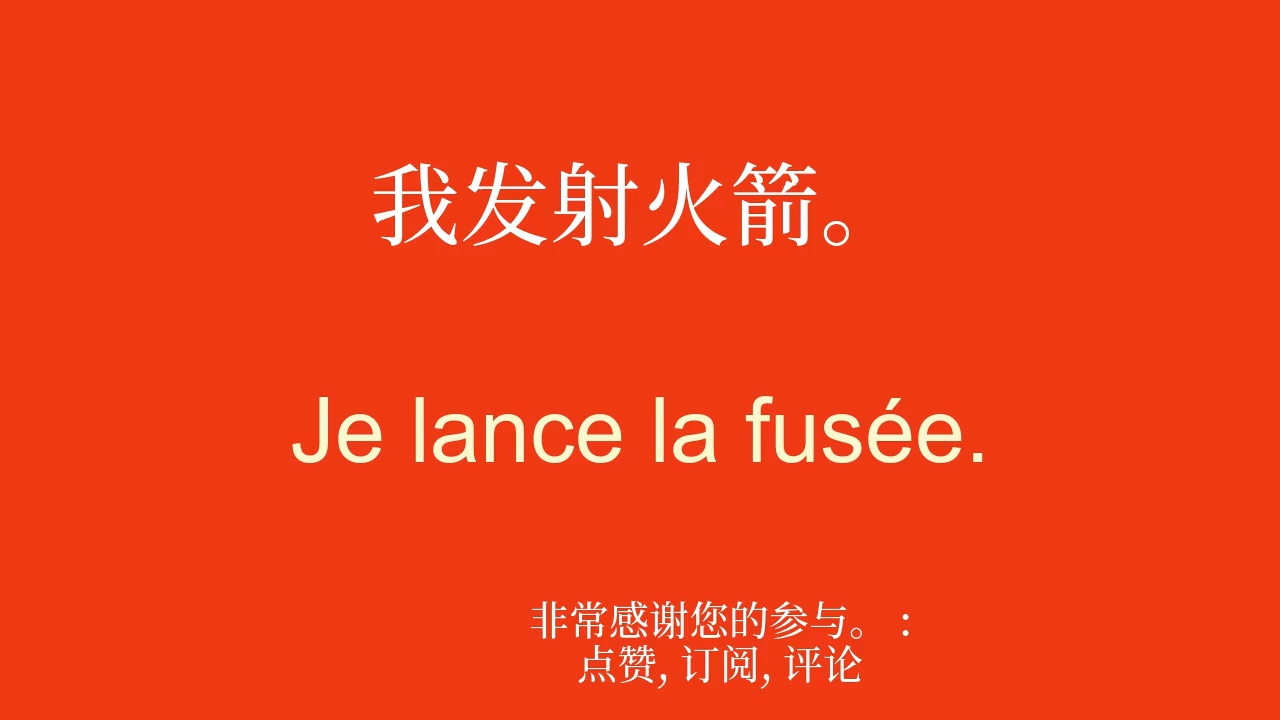 我发射火箭。
Je lance la fusée.
非常感谢您的参与。 :
点赞, 订阅, 评论